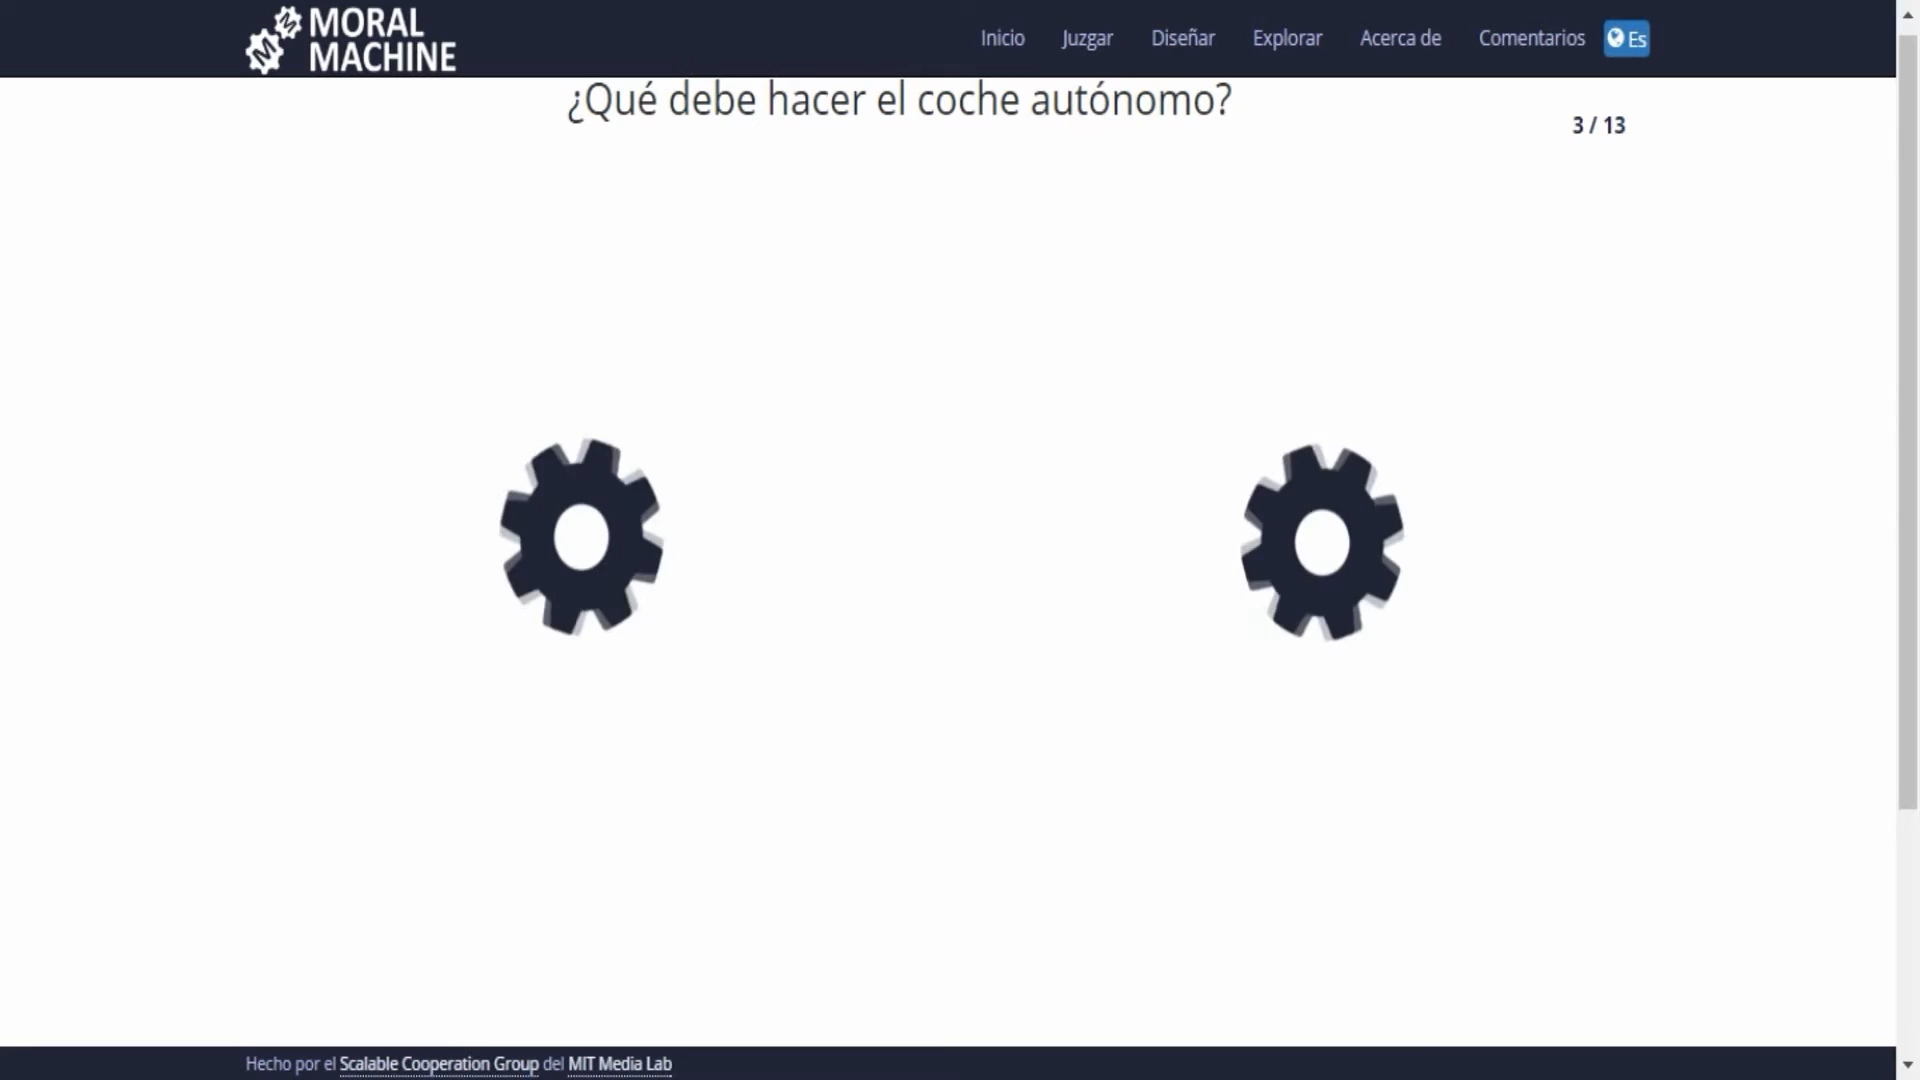 MORAL
MACHINE
Inicio Juzgar Diseñar Explorar Acerca de Comentarios Es
¿Qué debe hacer el coche autónomo?
3 / 13
Hecho por el Scalable Cooperation Group del MIT Media Lab